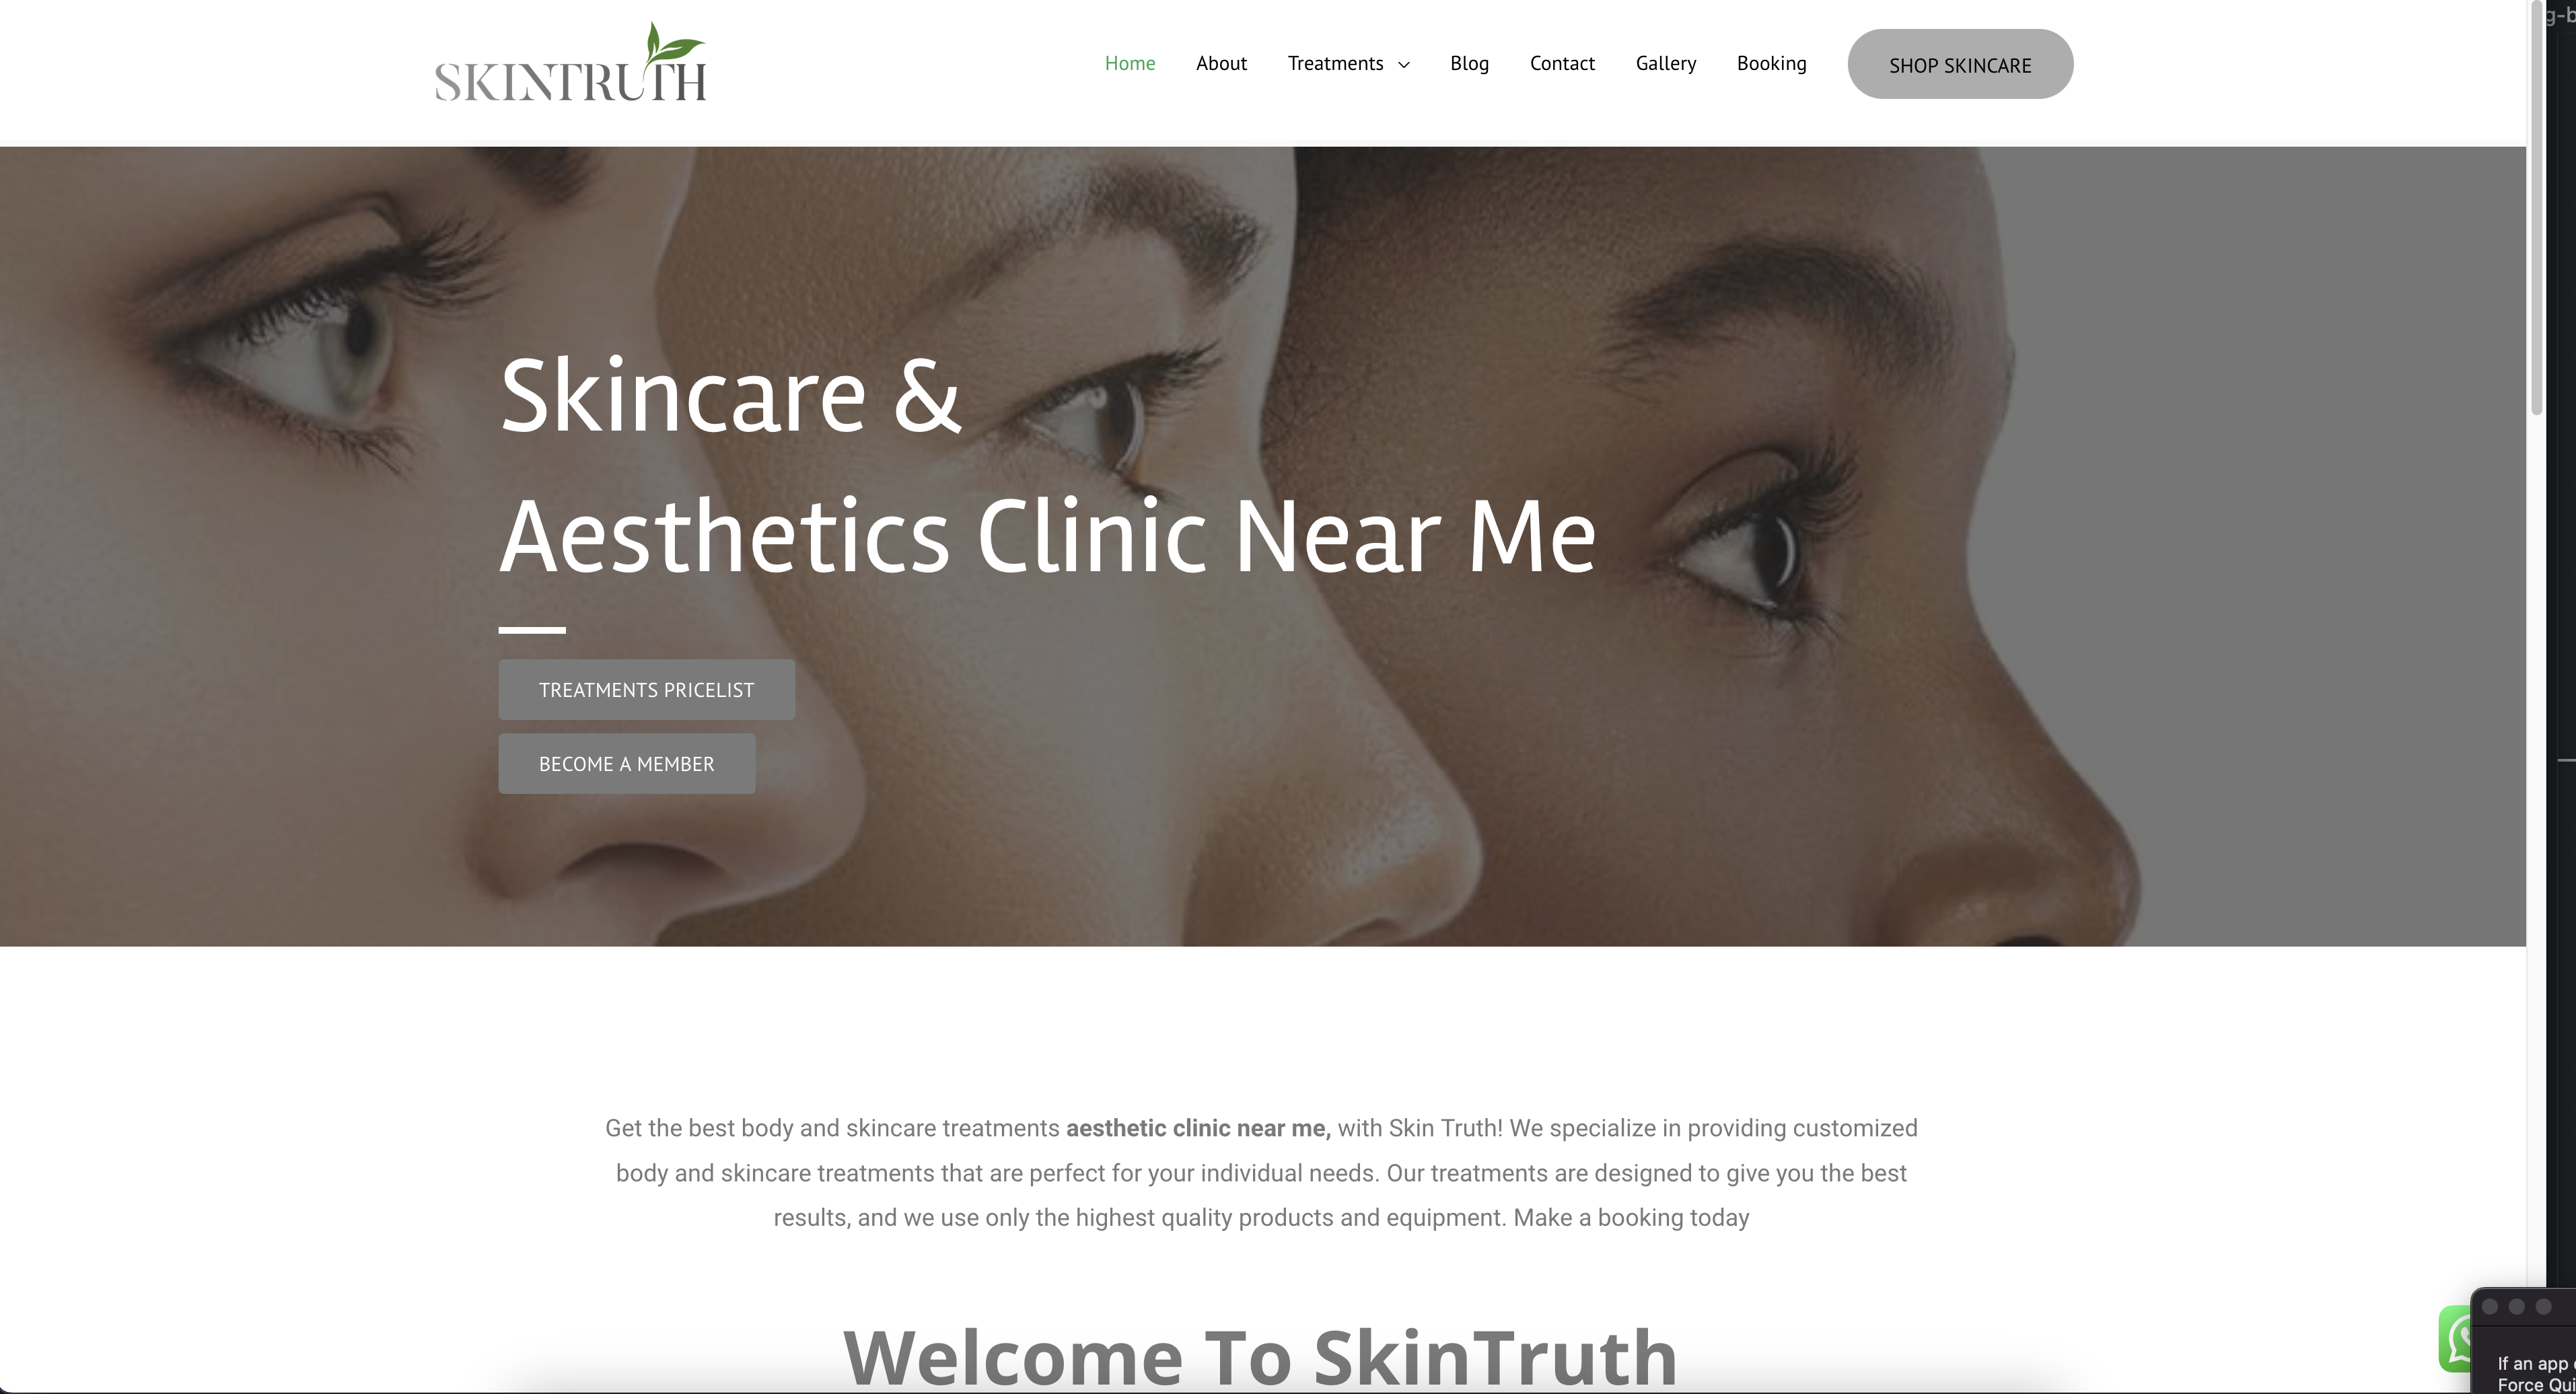 SKINTRUTH
Home About Treatments Blog Contact Gallery Booking SHOP SKINCARE
Skincare &
Aesthetics Clinic Near Me
TREATMENTS PRICELIST
BECOME A MEMBER
Get the best body and skincare treatments aesthetic clinic near me, with Skin Truth! We specialize in providing customized
body and skincare treatments that are perfect for your individual needs. Our treatments are designed to give you the best
results, and we use only the highest quality products and equipment. Make a booking today
Welcome To SkinTruth
If an app
Force Qui